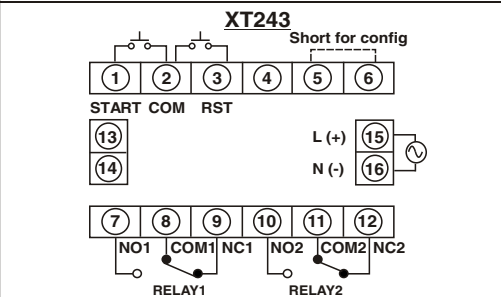 XT243
Short for config
1 2 3 4 5 6
START COM RST
13
14
L (+) 15
N (-) 16
7 8 9 10 11 12
NO1 COM1 NC1 NO2 COM2 NC2
RELAY1 RELAY2